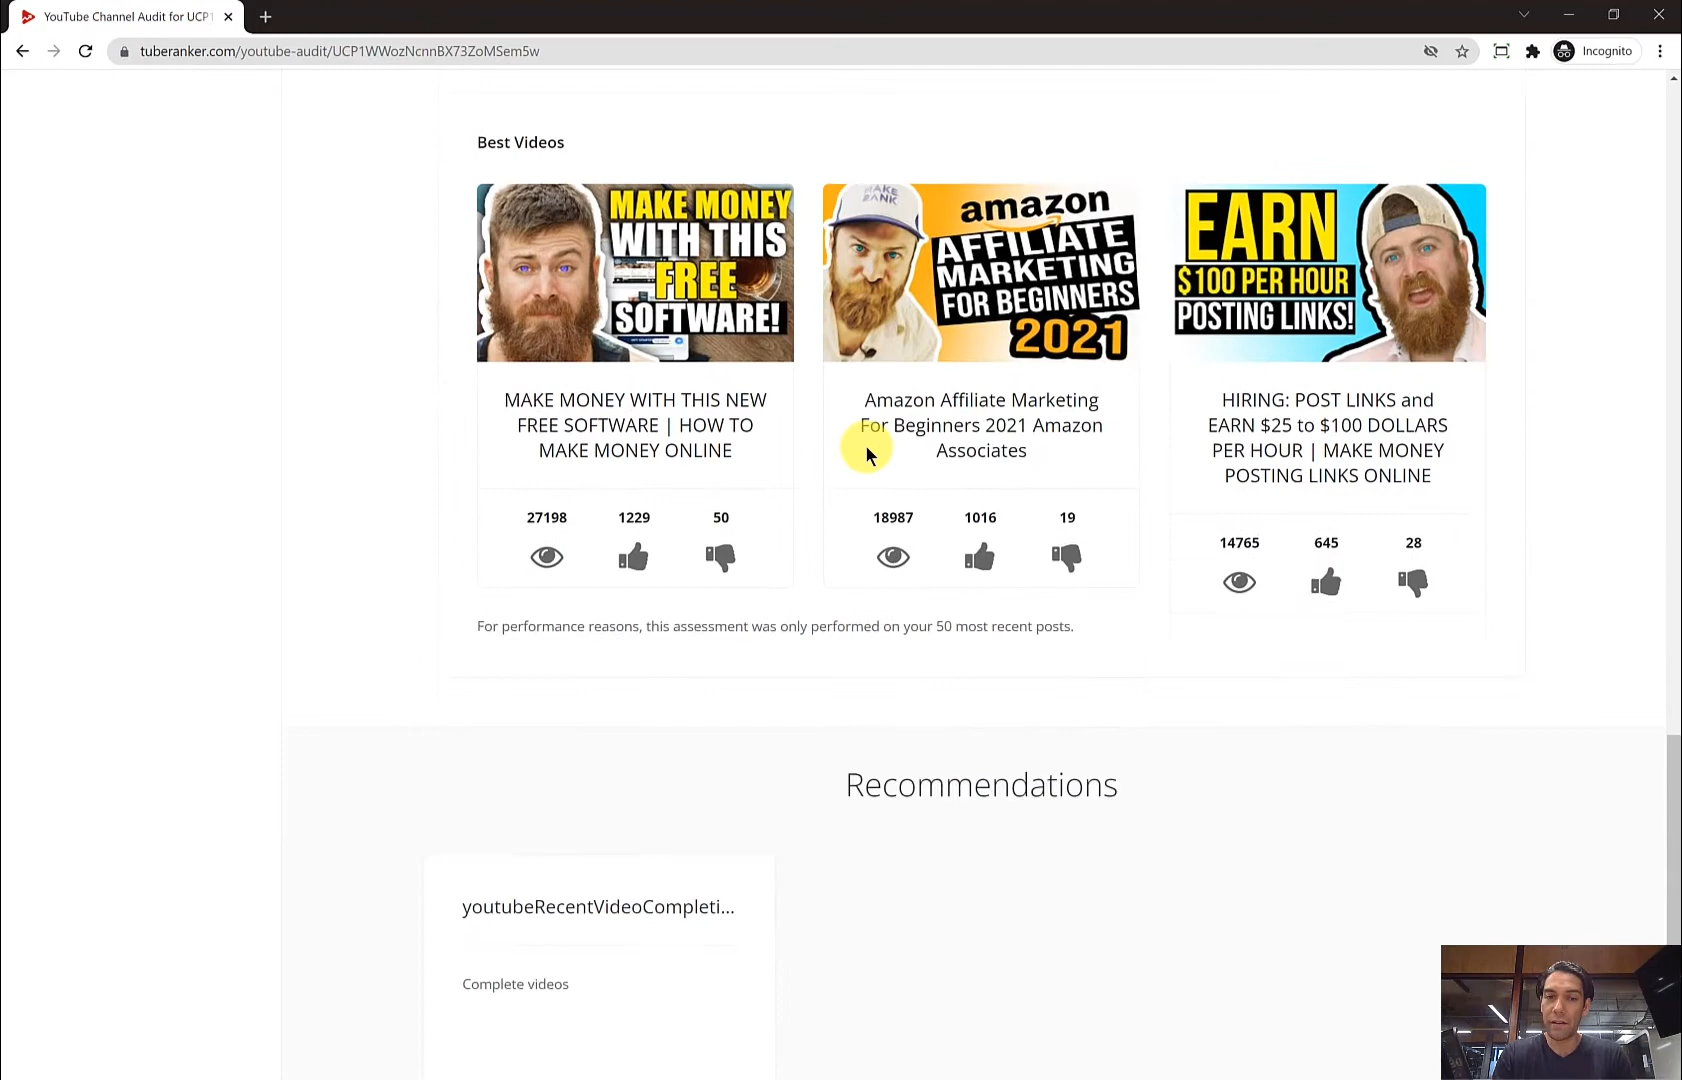 YouTube Channel Audit for UCP1
tuberanker.com/youtube-audit/UCP1WWozNcnnBX73ZoMSem5w
Incognito
Best Videos
MAKE MONEY
WITH THIS
FREE
SOFTWARE!
MAKE
BANK
amazon
AFFILIATE
MARKETING
FOR BEGINNERS
2021
EARN
$100 PER HOUR
POSTING LINKS!
MAKE MONEY WITH THIS NEW
FREE SOFTWARE | HOW TO
MAKE MONEY ONLINE
27198 1229 50
Amazon Affiliate Marketing
For Beginners 2021 Amazon
Associates
18987 1016 19
HIRING: POST LINKS and
EARN $25 to $100 DOLLARS
PER HOUR | MAKE MONEY
POSTING LINKS ONLINE
14765 645 28
For performance reasons, this assessment was only performed on your 50 most recent posts.
Recommendations
youtubeRecentVideoCompleti...
Complete videos